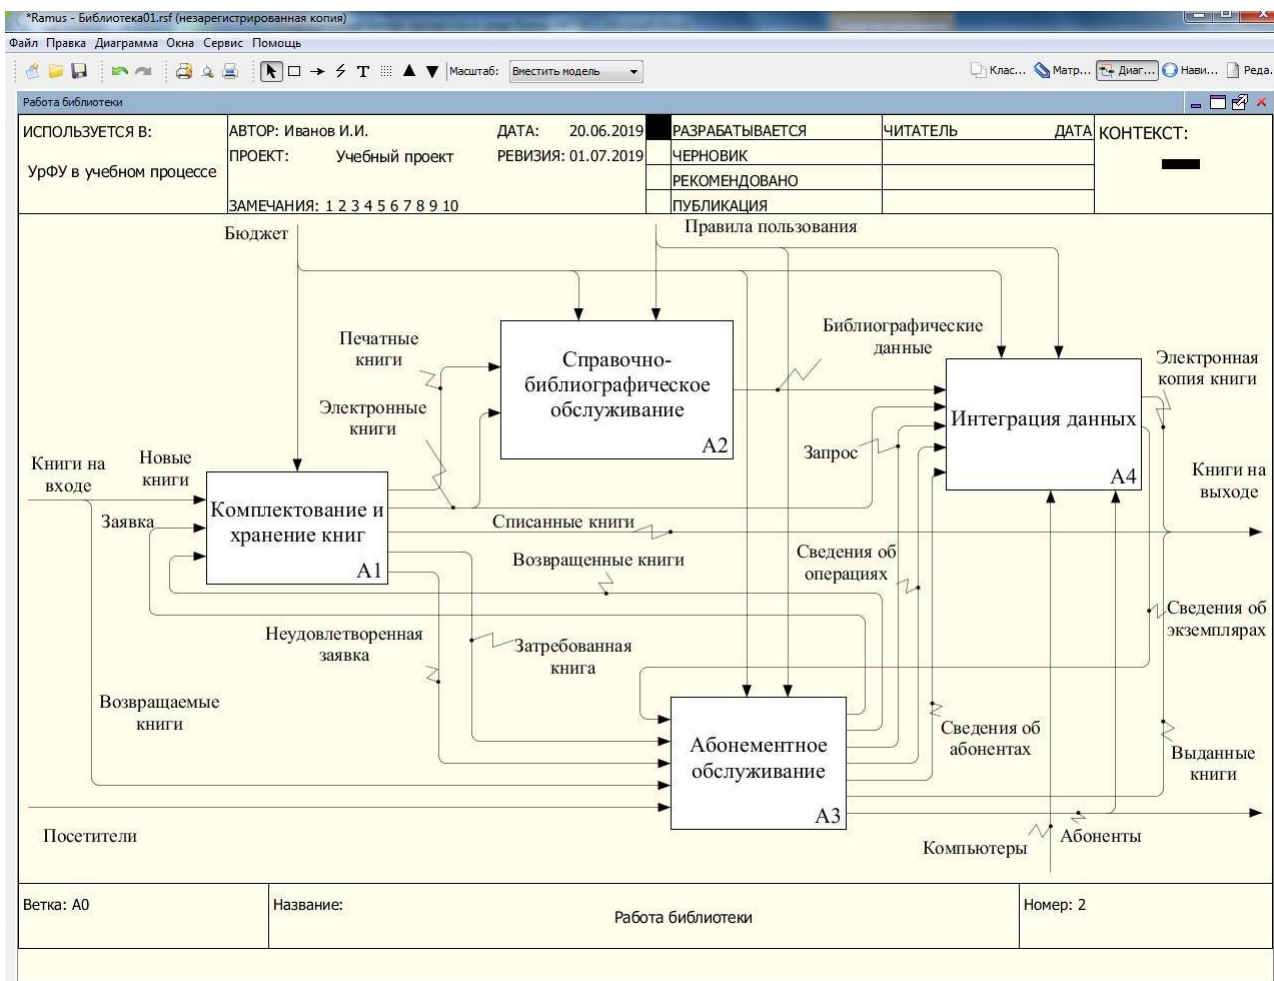 *Ramus - Библиотека01.rsf (незарегистрированная копия)
Файл Правка Диаграмма Окна Сервис Помощь
Масштаб: Вместить модель
Клас... Матр... Диаг... Нави... Реда.
Работа библиотеки
ИСПОЛЬЗУЕТСЯ В:
УрФУ в учебном процессе
АВТОР: Иванов И.И.
ДАТА: 20.06.2019
ПРОЕКТ: Учебный проект
РЕВИЗИЯ: 01.07.2019
ЗАМЕЧАНИЯ: 1 2 3 4 5 6 7 8 9 10
РАЗРАБАТЫВАЕТСЯ
ЧЕРНОВИК
РЕКОМЕНДОВАНО
ПУБЛИКАЦИЯ
ЧИТАТЕЛЬ
ДАТА
КОНТЕКСТ:
Бюджет
Правила пользования
Печатные
книги
Справочно-
библиографическое
обслуживание
A2
Библиографические
данные
Электронная
копия книги
Электронные
книги
Интеграция данных
A4
Запрос
Книги на
входе
Новые
книги
Книги на
выходе
Заявка
Комплектование и
хранение книг
A1
Списанные книги
Возвращенные книги
Сведения об
операциях
Сведения об
экземплярах
Неудовлетворенная
заявка
Затребованная
книга
Возвращаемые
книги
Абонементное
обслуживание
A3
Сведения об
абонентах
Выданные
книги
Посетители
Компьютеры
Абоненты
Ветка: A0
Название:
Работа библиотеки
Номер: 2